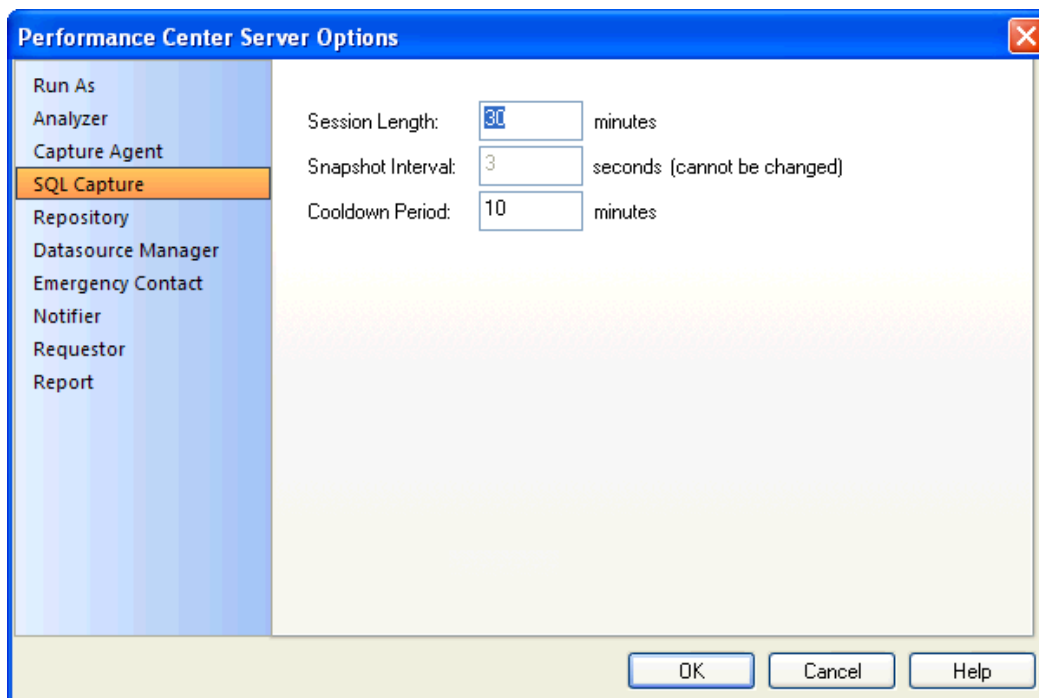 Performance Center Server Options
Run As
Analyzer
Capture Agent
SQL Capture
Repository
Datasource Manager
Emergency Contact
Notifier
Requestor
Report
Session Length: 30 minutes
Snapshot Interval: 3 seconds (cannot be changed)
Cooldown Period: 10 minutes
OK Cancel Help